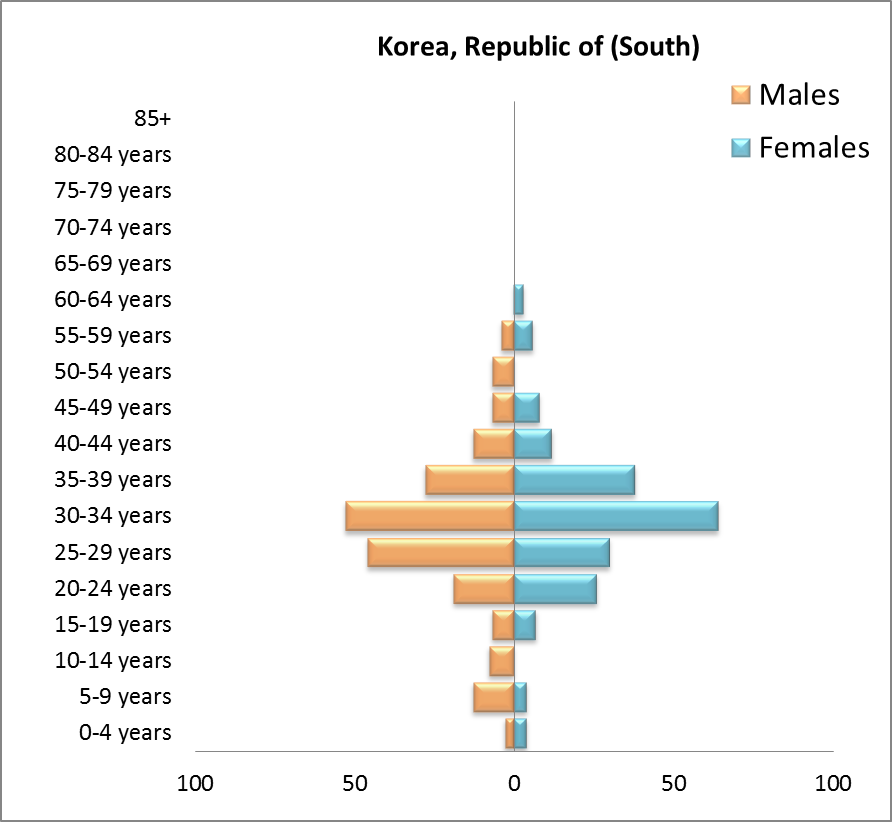 Korea, Republic of (South)
Males
Females
85+
80-84 years
75-79 years
70-74 years
65-69 years
60-64 years
55-59 years
50-54 years
45-49 years
40-44 years
35-39 years
30-34 years
25-29 years
20-24 years
15-19 years
10-14 years
5-9 years
0-4 years
100 50 0 50 100